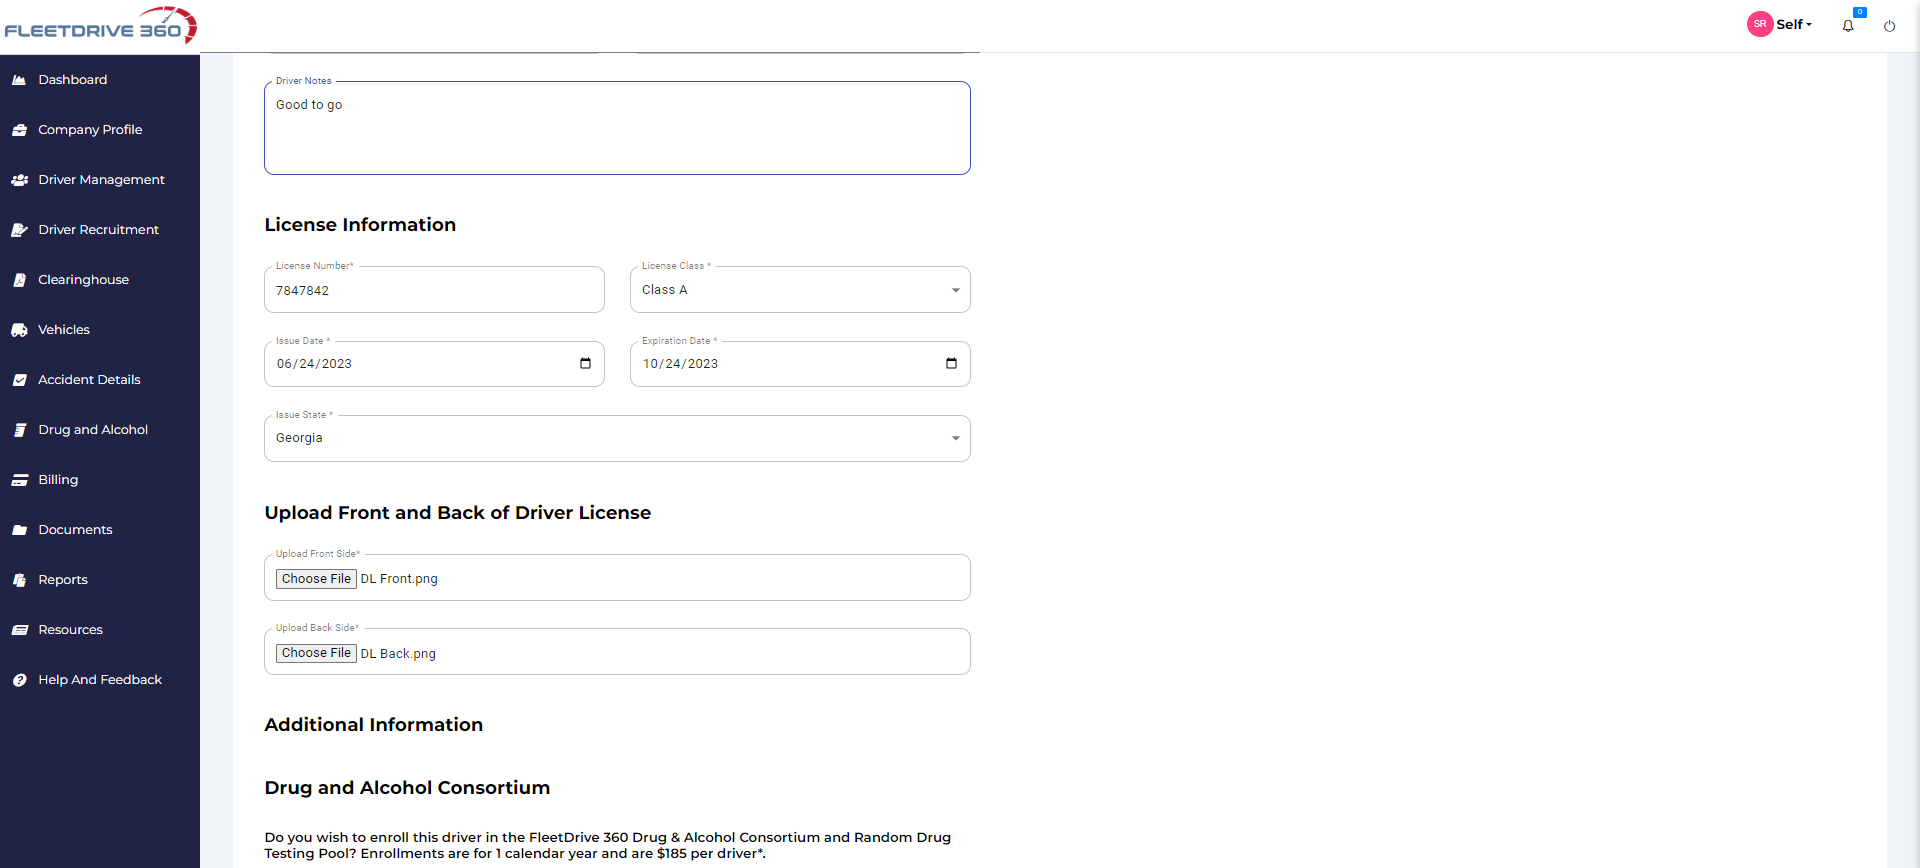 FLEETDRIVE 360
SR Self
0
Dashboard
Company Profile
Driver Management
Driver Recruitment
Clearinghouse
Vehicles
Accident Details
Drug and Alcohol
Billing
Documents
Reports
Resources
Help And Feedback
Driver Notes
Good to go
License Information
License Number*
7847842
License Class *
Class A
Issue Date *
06/24/2023
Expiration Date *
10/24/2023
Issue State *
Georgia
Upload Front and Back of Driver License
Upload Front Side*
Choose File DL Front.png
Upload Back Side*
Choose File DL Back.png
Additional Information
Drug and Alcohol Consortium
Do you wish to enroll this driver in the FleetDrive 360 Drug & Alcohol Consortium and Random Drug
Testing Pool? Enrollments are for 1 calendar year and are $185 per driver*.